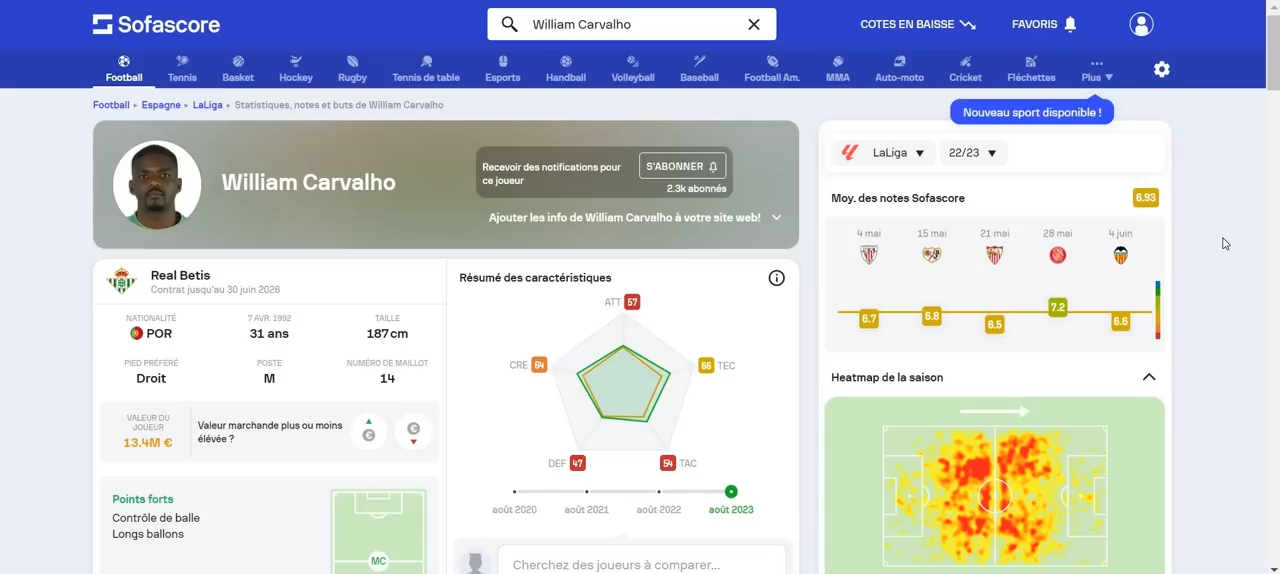 Sofascore
William Carvalho
COTES EN BAISSE
FAVORIS
Football
Tennis
Basket
Hockey
Rugby
Tennis de table
Esports
Handball
Volleyball
Baseball
Football Am.
MMA
Auto-moto
Cricket
Fléchettes
Plus
Football ▸ Espagne ▸ LaLiga ▸ Statistiques, notes et buts de William Carvalho
Nouveau sport disponible !
William Carvalho
Recevoir des notifications pour
ce joueur
S'ABONNER
2.3k abonnés
Ajouter les info de William Carvalho à votre site web!
Real Betis
Contrat jusqu'au 30 juin 2026
NATIONALITÉ
POR
7 AVR. 1992
31 ans
TAILLE
187 cm
PIED PRÉFÉRÉ
Droit
POSTE
M
NUMÉRO DE MAILLOT
14
VALEUR DU
JOUEUR
13.4M €
Valeur marchande plus ou moins
élévée ?
€
€
Points forts
Contrôle de balle
Longs ballons
MC
Résumé des caractéristiques
ATT 57
CRE 64
66 TEC
DEF 47
54 TAC
août 2020
août 2021
août 2022
août 2023
Cherchez des joueurs à comparer...
LaLiga
22/23
Moy. des notes Sofascore
6.93
4 mai
15 mai
21 mai
28 mai
4 juin
6.7
6.8
6.5
7.2
6.6
Heatmap de la saison